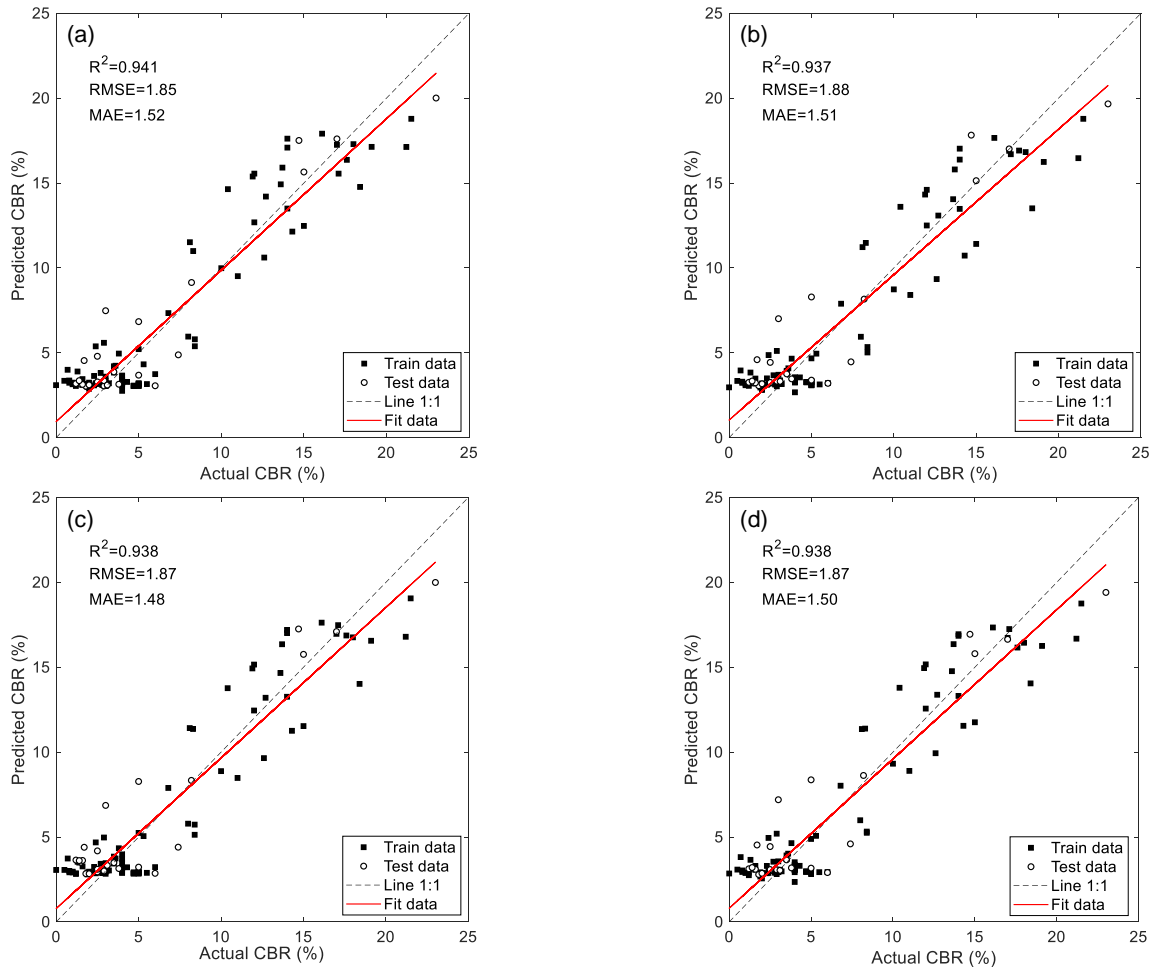 (a)
R²=0.941
RMSE=1.85
MAE=1.52
Predicted CBR (%)
25
20
15
10
5
0
0 5 10 15 20 25
Actual CBR (%)
Train data
Test data
Line 1:1
Fit data
(b)
R²=0.937
RMSE=1.88
MAE=1.51
Predicted CBR (%)
25
20
15
10
5
0
0 5 10 15 20 25
Actual CBR (%)
Train data
Test data
Line 1:1
Fit data
(c)
R²=0.938
RMSE=1.87
MAE=1.48
Predicted CBR (%)
25
20
15
10
5
0
0 5 10 15 20 25
Actual CBR (%)
Train data
Test data
Line 1:1
Fit data
(d)
R²=0.938
RMSE=1.87
MAE=1.50
Predicted CBR (%)
25
20
15
10
5
0
0 5 10 15 20 25
Actual CBR (%)
Train data
Test data
Line 1:1
Fit data